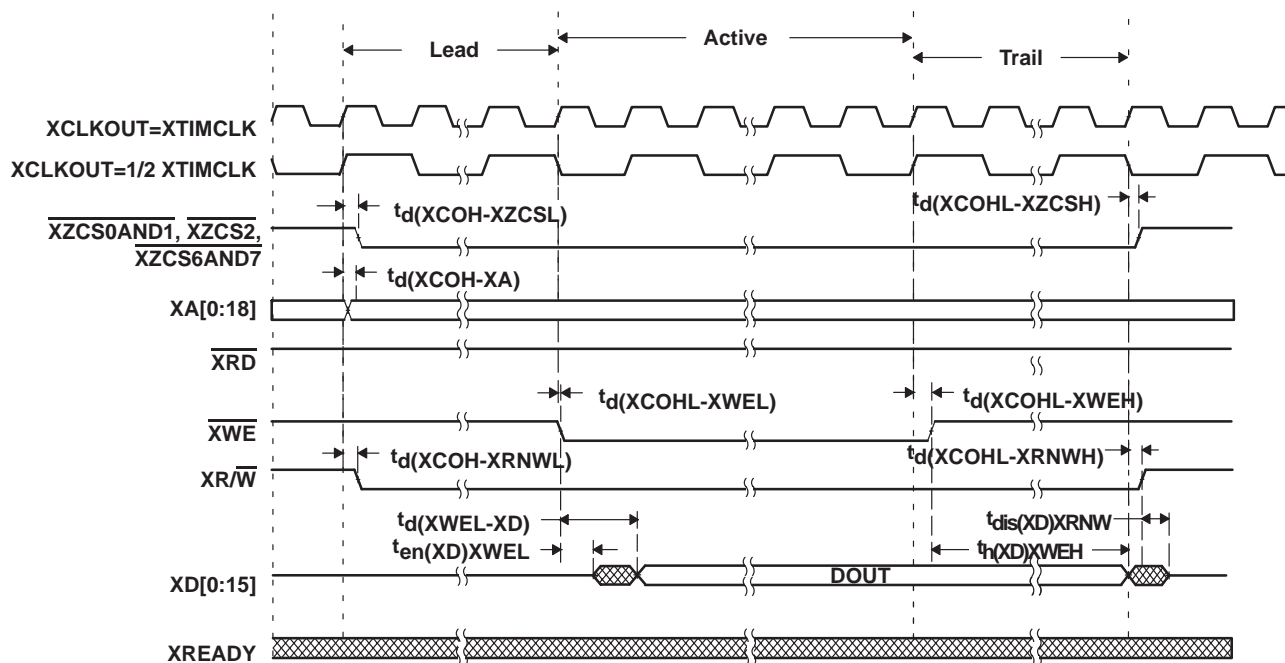 Lead
Active
Trail
XCLKOUT=XTIMCLK
XCLKOUT=1/2 XTIMCLK
td(XCOH-XZCSL)
td(XCOHL-XZCSH)
XZCS0AND1, XZCS2,
XZCS6AND7
td(XCOH-XA)
XA[0:18]
XRD
td(XCOHL-XWEL)
td(XCOHL-XWEH)
XWE
td(XCOH-XRNWL)
td(XCOHL-XRNWH)
XR/W
td(XWEL-XD)
tdis(XD)XRNW
ten(XD)XWEL
th(XD)XWEH
XD[0:15]
DOUT
XREADY